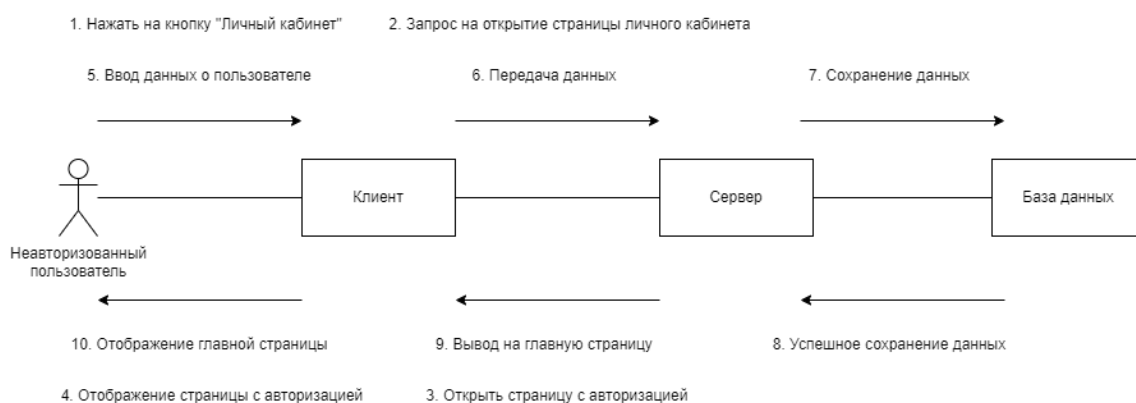 1. Нажать на кнопку "Личный кабинет"
2. Запрос на открытие страницы личного кабинета
5. Ввод данных о пользователе
6. Передача данных
7. Сохранение данных
Клиент
Сервер
База данных
Неавторизованный
пользователь
10. Отображение главной страницы
9. Вывод на главную страницу
8. Успешное сохранение данных
4. Отображение страницы с авторизацией
3. Открыть страницу с авторизацией